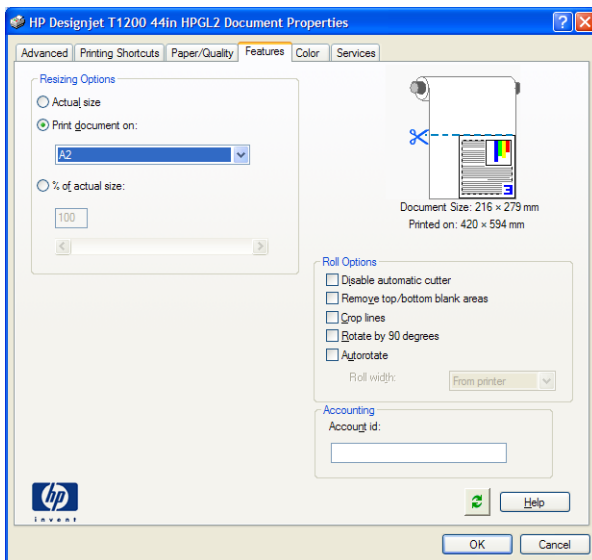 HP Designjet T1200 44in HPGL2 Document Properties
Advanced Printing Shortcuts Paper/Quality Features Color Services
Resizing Options
Actual size
Print document on:
A2
% of actual size:
100
3
Document Size: 216 × 279 mm
Printed on: 420 × 594 mm
Roll Options
Disable automatic cutter
Remove top/bottom blank areas
Crop lines
Rotate by 90 degrees
Autorotate
Roll width: From printer
Accounting
Account id:
hp
invent
Help
OK Cancel